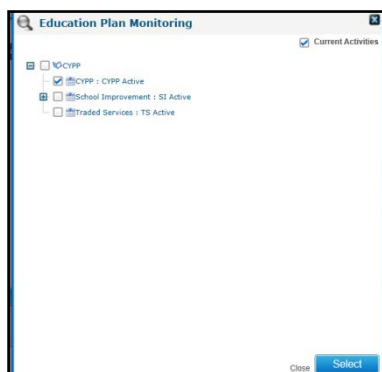 Education Plan Monitoring
Current Activities
CYPP
CYPP : CYPP Active
School Improvement : SI Active
Traded Services : TS Active
Close Select